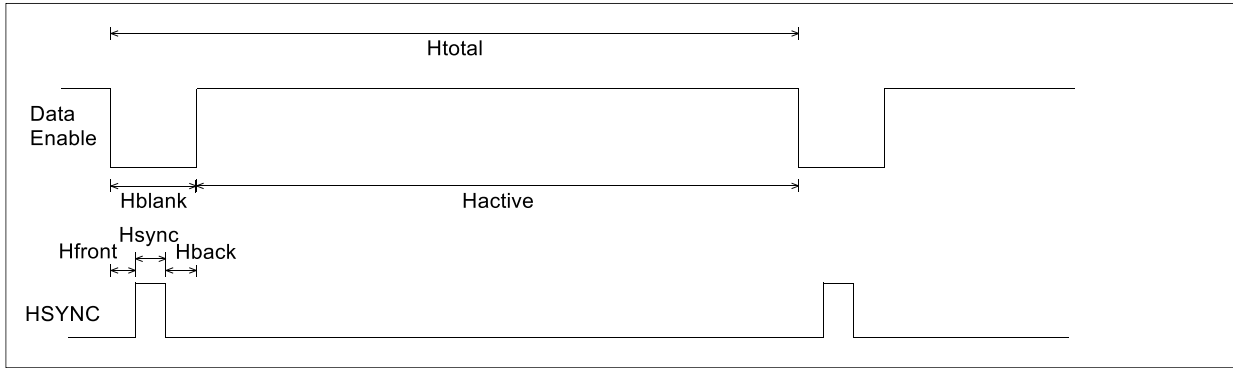 Htotal
Data
Enable
Hblank
Hactive
Hsync
Hfront
Hback
HSYNC